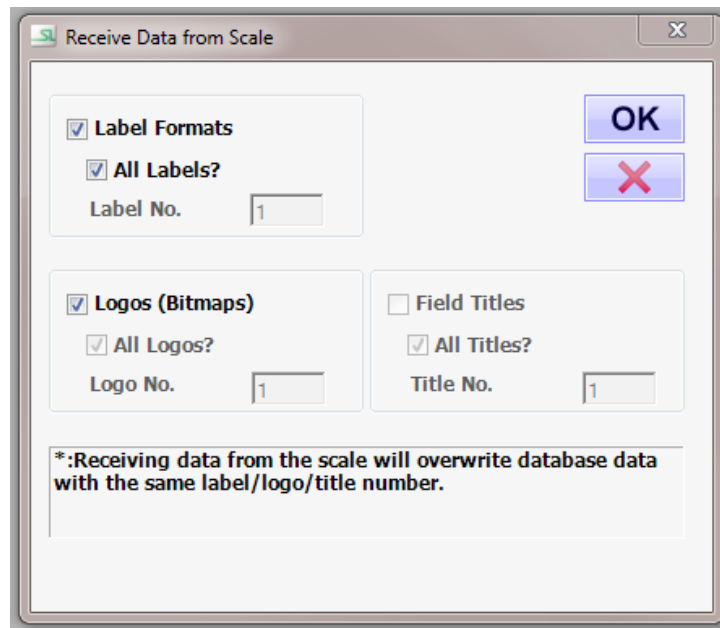 SL Receive Data from Scale
Label Formats
OK
All Labels?
Label No. 1
Logos (Bitmaps)
Field Titles
All Logos?
All Titles?
Logo No. 1
Title No. 1
*:Receiving data from the scale will overwrite database data
with the same label/logo/title number.